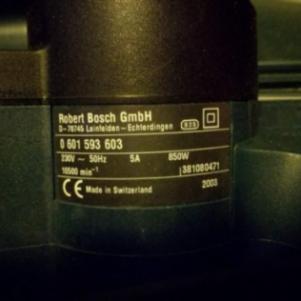 Robert Bosch GmbH
D-70745 Leinfelden-Echterdingen
0 601 593 603
230V ~ 50Hz 5A 850W
10500 min⁻¹ 381080471
CE Made in Switzerland 2003